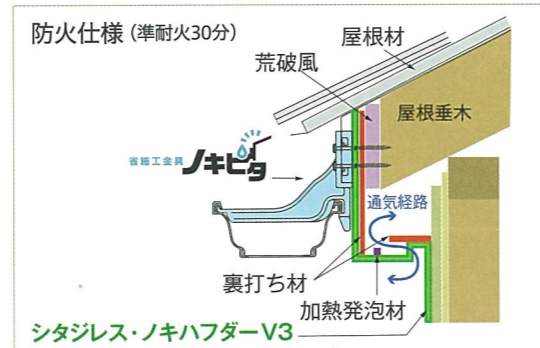 防火仕様（準耐火30分）
屋根材
荒破風
屋根垂木
省施工金具 ノキピタ
通気経路
裏打ち材
加熱発泡材
シタジレス・ノキハフダーV3